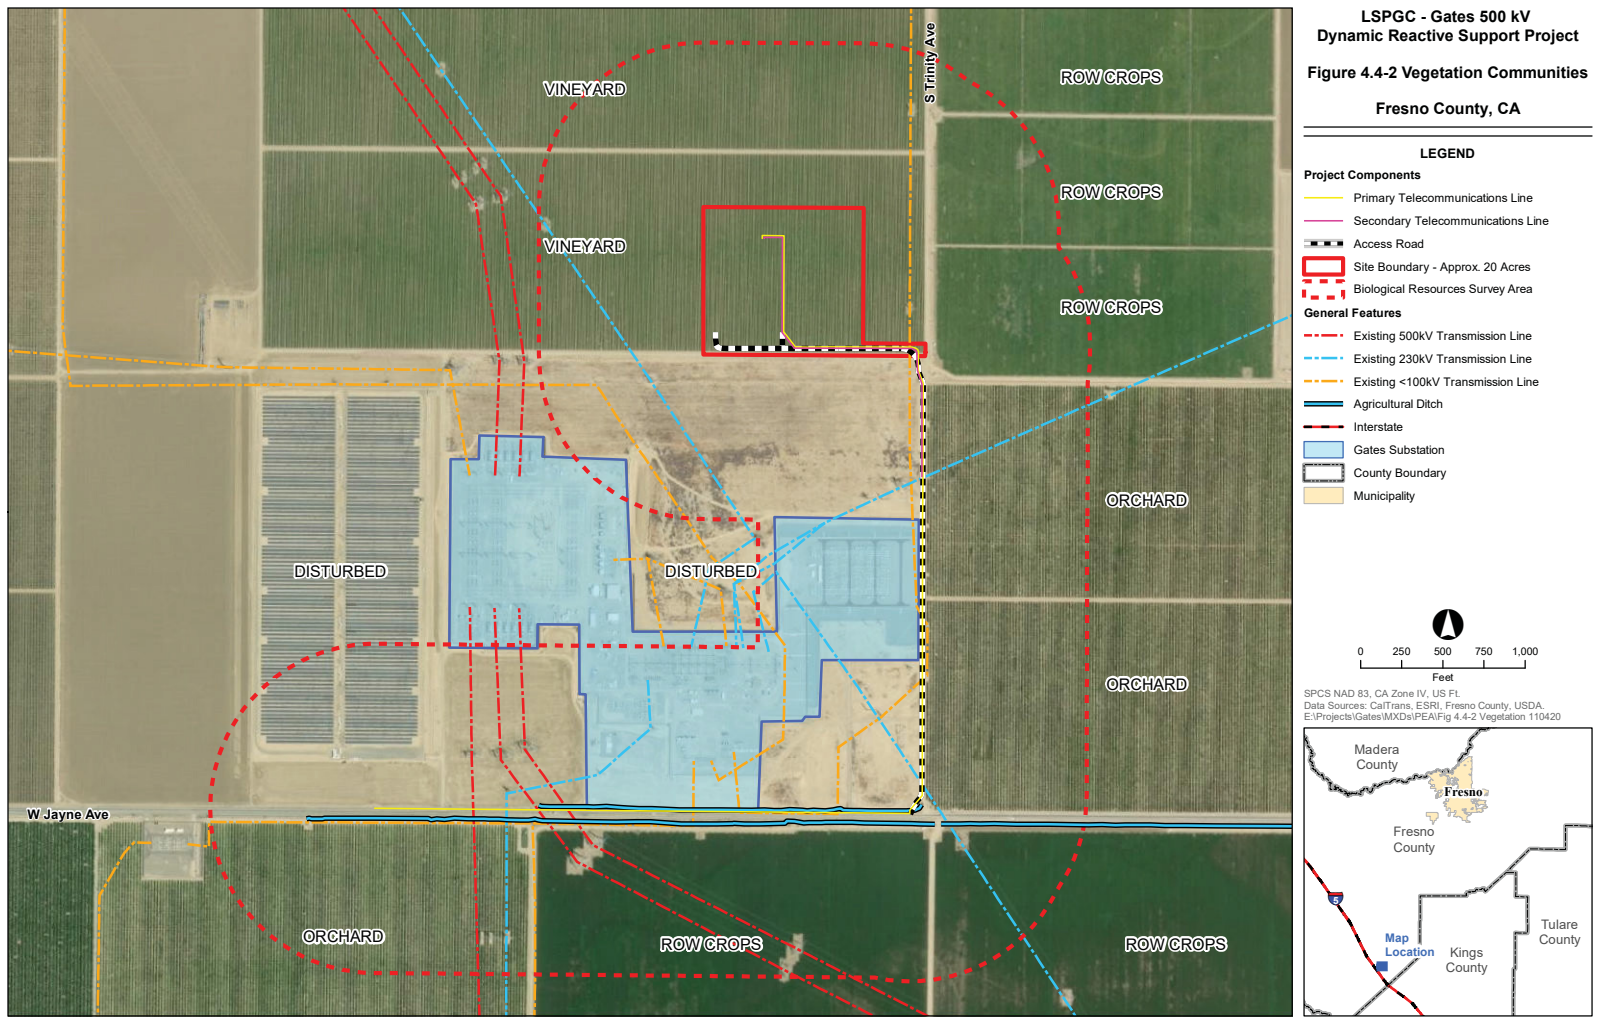 LSPGC - Gates 500 kV
Dynamic Reactive Support Project
Figure 4.4-2 Vegetation Communities
Fresno County, CA
LEGEND
Project Components
Primary Telecommunications Line
Secondary Telecommunications Line
Access Road
Site Boundary - Approx. 20 Acres
Biological Resources Survey Area
General Features
Existing 500kV Transmission Line
Existing 230kV Transmission Line
Existing <100kV Transmission Line
Agricultural Ditch
Interstate
Gates Substation
County Boundary
Municipality
0 250 500 750 1,000
Feet
SPCS NAD 83, CA Zone IV, US Ft.
Data Sources: CalTrans, ESRI, Fresno County, USDA.
E:\Projects\Gates\MXDs\PEA\Fig 4.4-2 Vegetation 110420
Madera
County
Fresno
Fresno
County
5
Map
Location
Kings
County
Tulare
County
S Trinity Ave
VINEYARD
ROW CROPS
ROW CROPS
VINEYARD
ROW CROPS
ORCHARD
DISTURBED
DISTURBED
ORCHARD
W Jayne Ave
ORCHARD
ROW CROPS
ROW CROPS